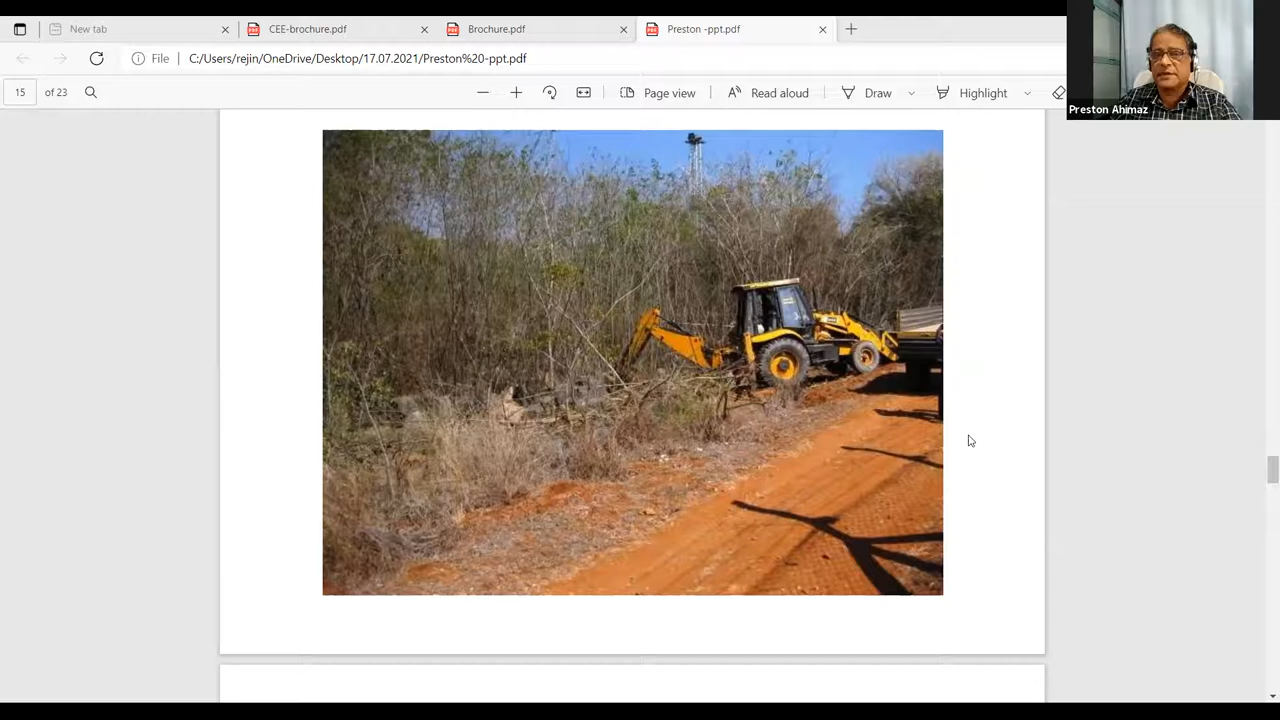 New tab
CEE-brochure.pdf
Brochure.pdf
Preston -ppt.pdf
File C:/Users/rejin/OneDrive/Desktop/17.07.2021/Preston%20-ppt.pdf
15 of 23 Page view Read aloud Draw Highlight
Preston Ahimaz